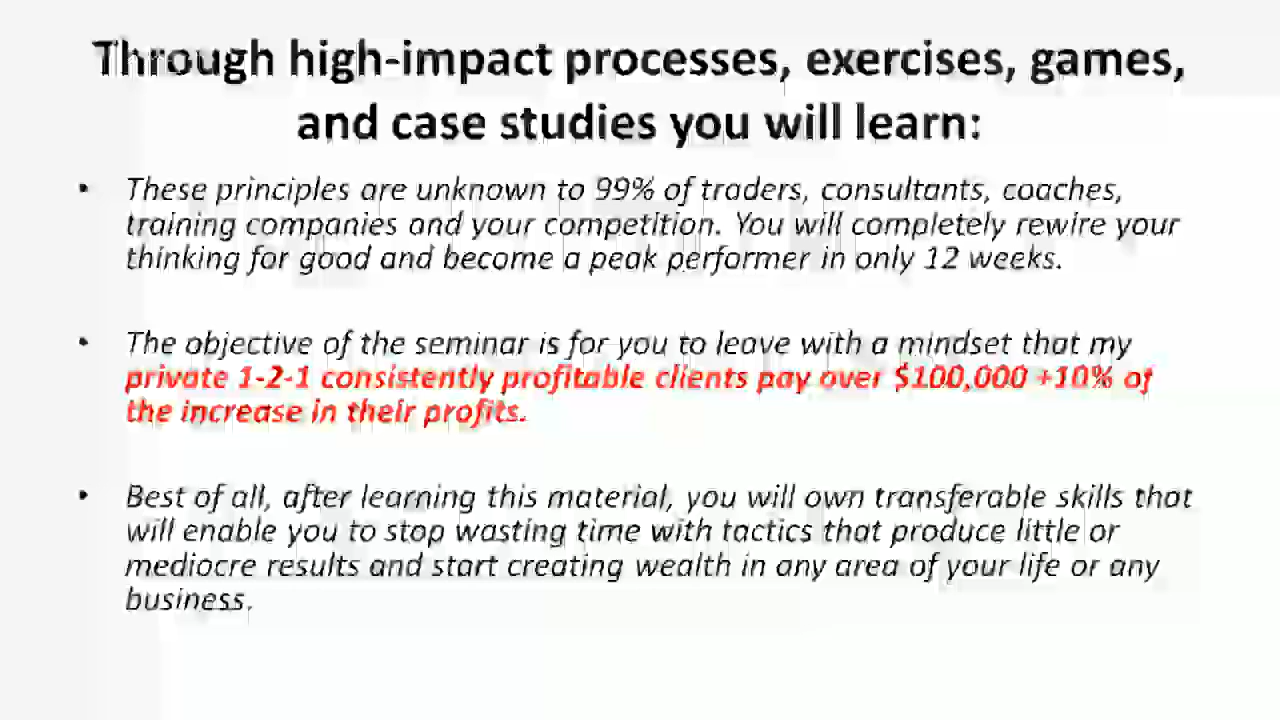 Through high-impact processes, exercises, games,
and case studies you will learn:
• These principles are unknown to 99% of traders, consultants, coaches,
training companies and your competition. You will completely rewire your
thinking for good and become a peak performer in only 12 weeks.
• The objective of the seminar is for you to leave with a mindset that my
private 1-2-1 consistently profitable clients pay over $100,000 +10% of
the increase in their profits.
• Best of all, after learning this material, you will own transferable skills that
will enable you to stop wasting time with tactics that produce little or
mediocre results and start creating wealth in any area of your life or any
business.